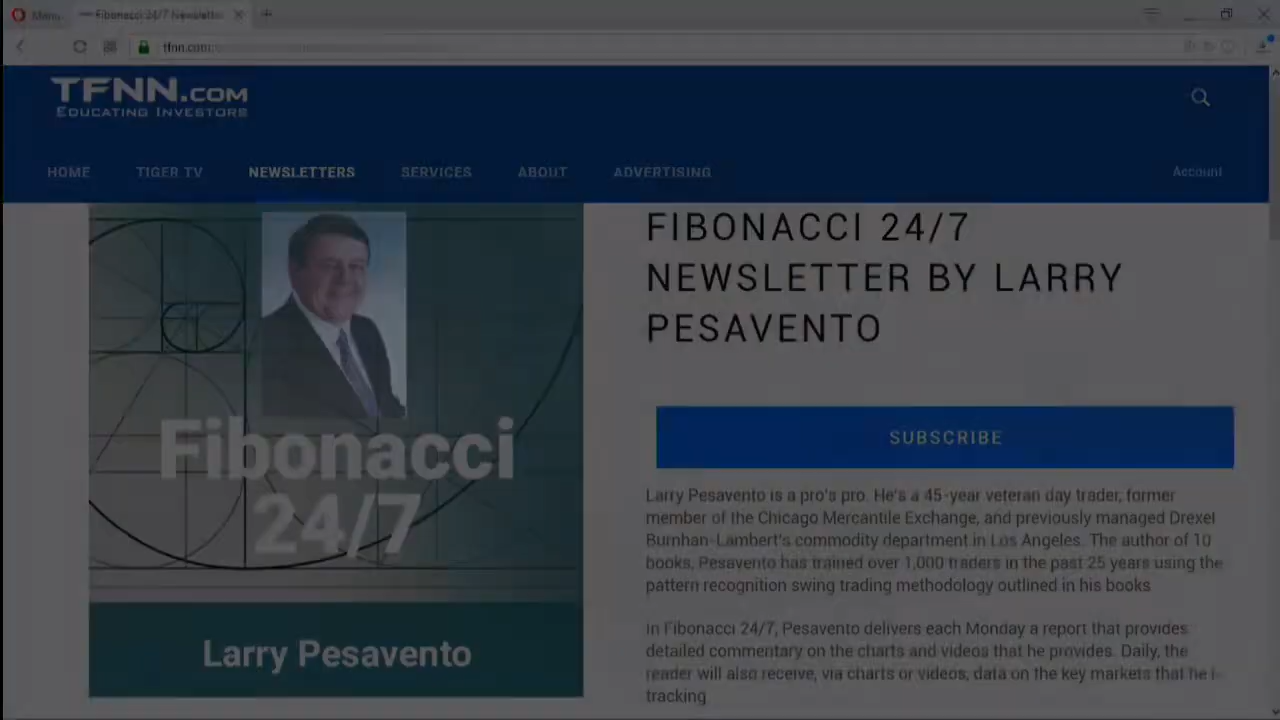 Menu
Fibonacci 24/7 Newslette
tfnn.com
TFNN.COM
EDUCATING INVESTORS
HOME
TIGER TV
NEWSLETTERS
SERVICES
ABOUT
ADVERTISING
Account
Fibonacci
24/7
Larry Pesavento
FIBONACCI 24/7
NEWSLETTER BY LARRY
PESAVENTO
SUBSCRIBE
Larry Pesavento is a pro's pro. He's a 45-year veteran day trader, former
member of the Chicago Mercantile Exchange, and previously managed Drexel
Burnhan-Lambert's commodity department in Los Angeles. The author of 10
books, Pesavento has trained over 1,000 traders in the past 25 years using the
pattern recognition swing trading methodology outlined in his books
In Fibonacci 24/7, Pesavento delivers each Monday a report that provides
detailed commentary on the charts and videos that he provides. Daily, the
reader will also receive, via charts or videos, data on the key markets that he i
tracking